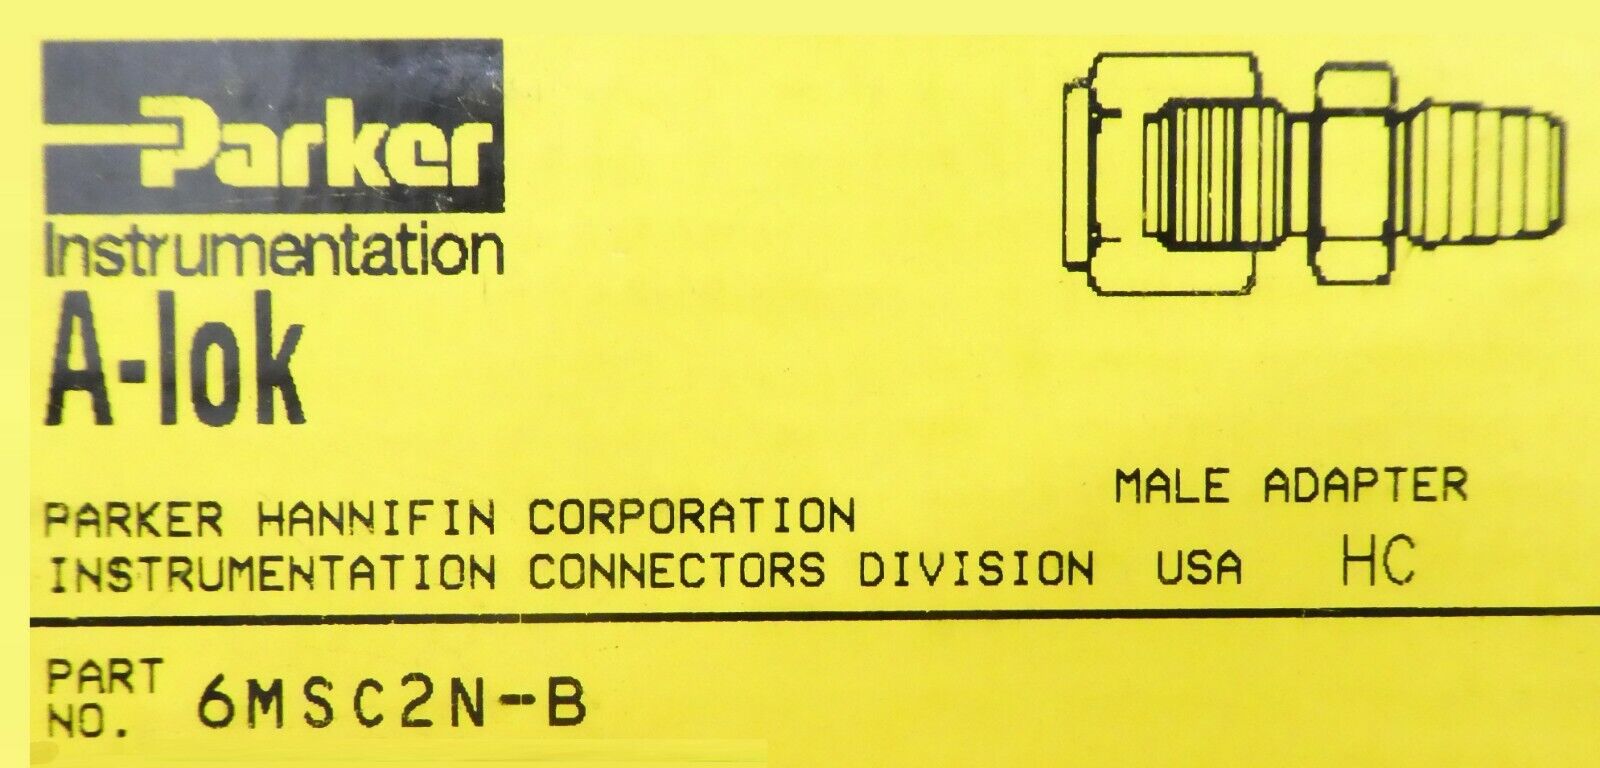 Parker
Instrumentation
A-lok
MALE ADAPTER
PARKER HANNIFIN CORPORATION
INSTRUMENTATION CONNECTORS DIVISION USA HC
PART NO. 6MSC2N-B